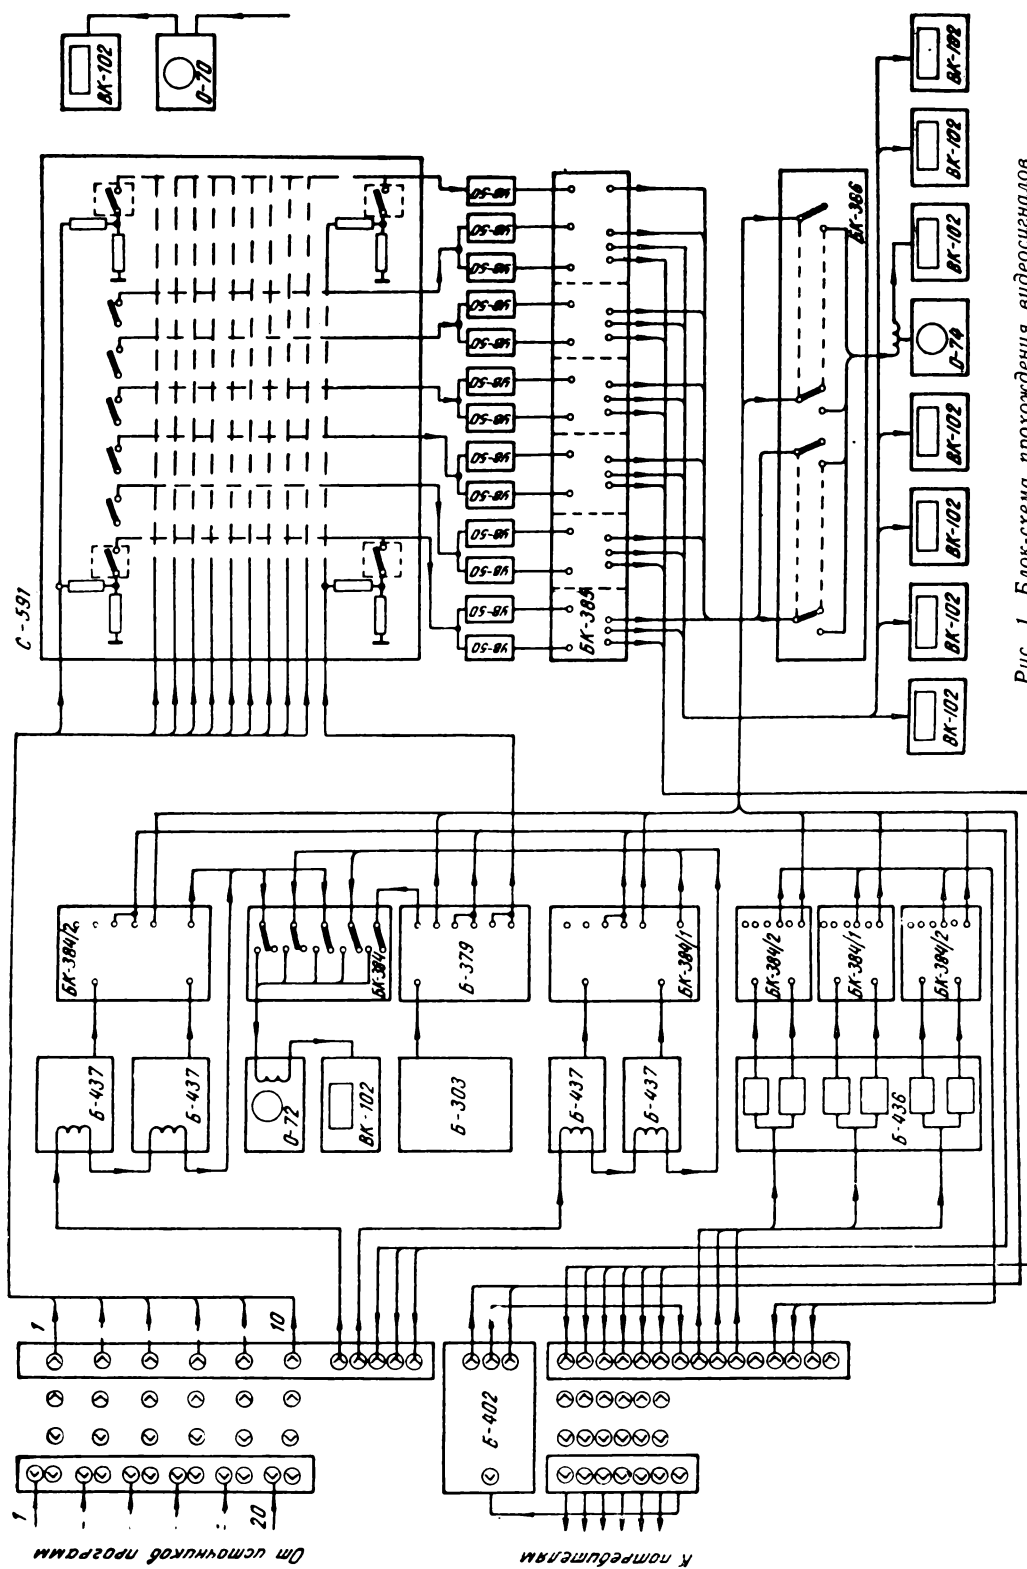 ВК-102
О-70
С-591
УВ-50
УВ-50
УВ-50
УВ-50
УВ-50
УВ-50
УВ-50
УВ-50
УВ-50
УВ-50
УВ-50
УВ-50
УВ-50
БК-385
БК-386
ВК-102
ВК-102
ВК-102
О-74
ВК-102
ВК-102
ВК-102
ВК-102
БК-384/2
БК-384
Б-379
БК-384/1
БК-384/2
БК-384/1
БК-384/2
Б-437
Б-437
О-72
ВК-102
Б-303
Б-437
Б-437
Б-436
1
10
Б-402
1
20
От источников программ
К потребителям
Рис. 1 Блок-схема прохождения видеосигналов